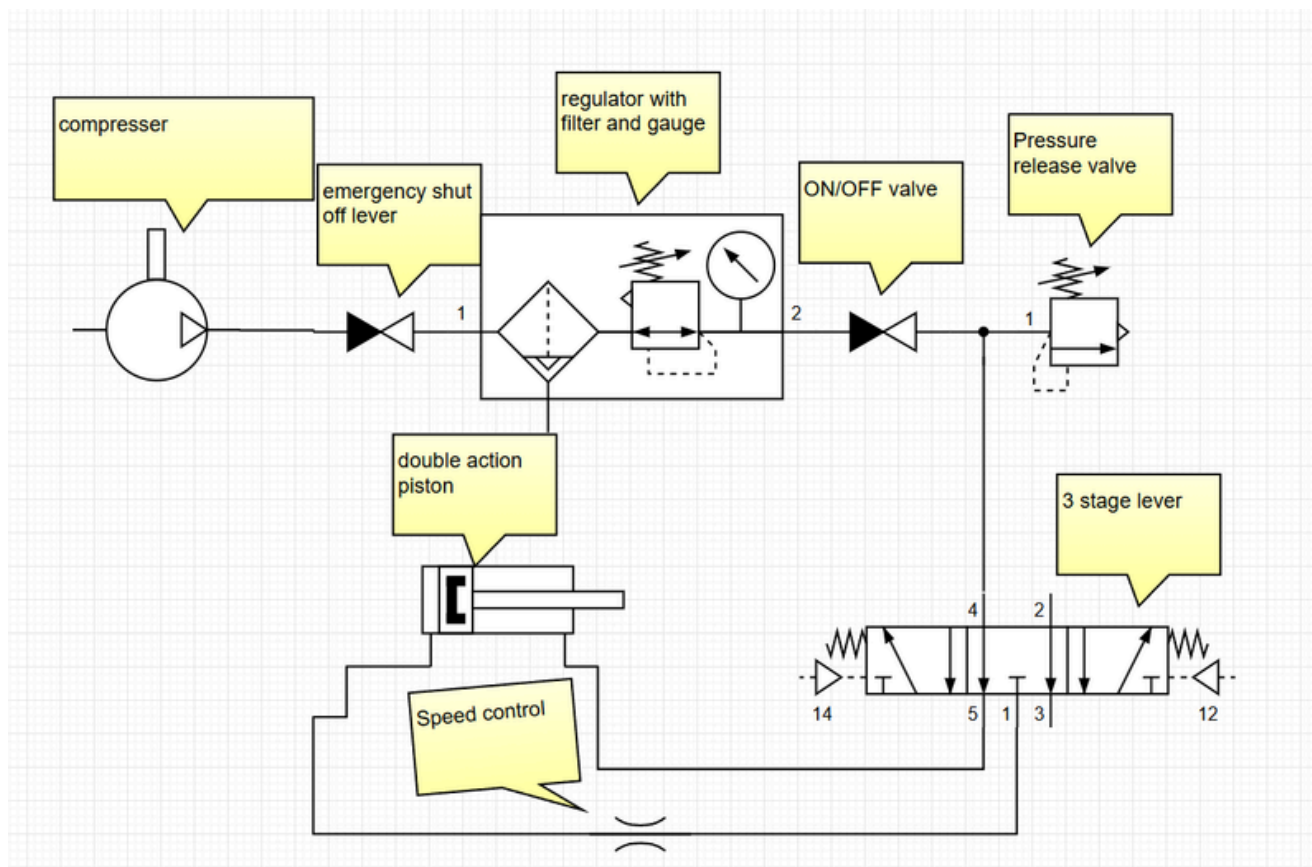 compresser
emergency shut
off lever
regulator with
filter and gauge
ON/OFF valve
Pressure
release valve
1
2
1
double action
piston
3 stage lever
4
2
Speed control
14
5
1
3
12